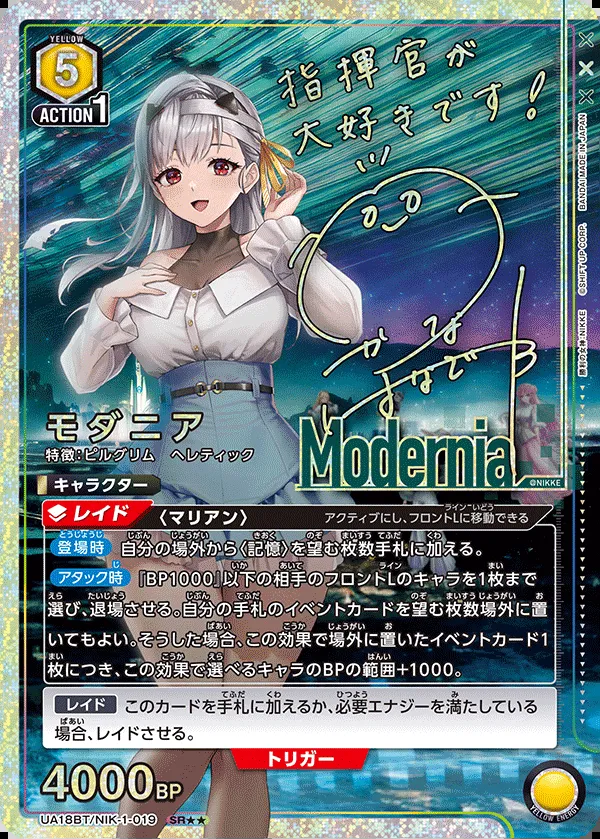 YELLOW
5
ACTION1
指揮官が
大好きです!
BANDAI MADE IN JAPAN
©SHIFT UP CORP.
勝利の女神:NIKKE
モダニア
特徴:ピルグリム ヘレティック
Modernia
©NIKKE
キャラクター
レイド 〈マリアン〉 アクティブにし、フロントLに移動できる
登場時 自分の場外から〈記憶〉を望む枚数手札に加える。
アタック時 『BP1000』以下の相手のフロントLのキャラを1枚まで
選び、退場させる。自分の手札のイベントカードを望む枚数場外に置
いてもよい。そうした場合、この効果で場外に置いたイベントカード1
枚につき、この効果で選べるキャラのBPの範囲+1000。
レイド このカードを手札に加えるか、必要エナジーを満たしている
場合、レイドさせる。
トリガー
4000BP
UA18BT/NIK-1-019 SR★★
YELLOW ENERGY